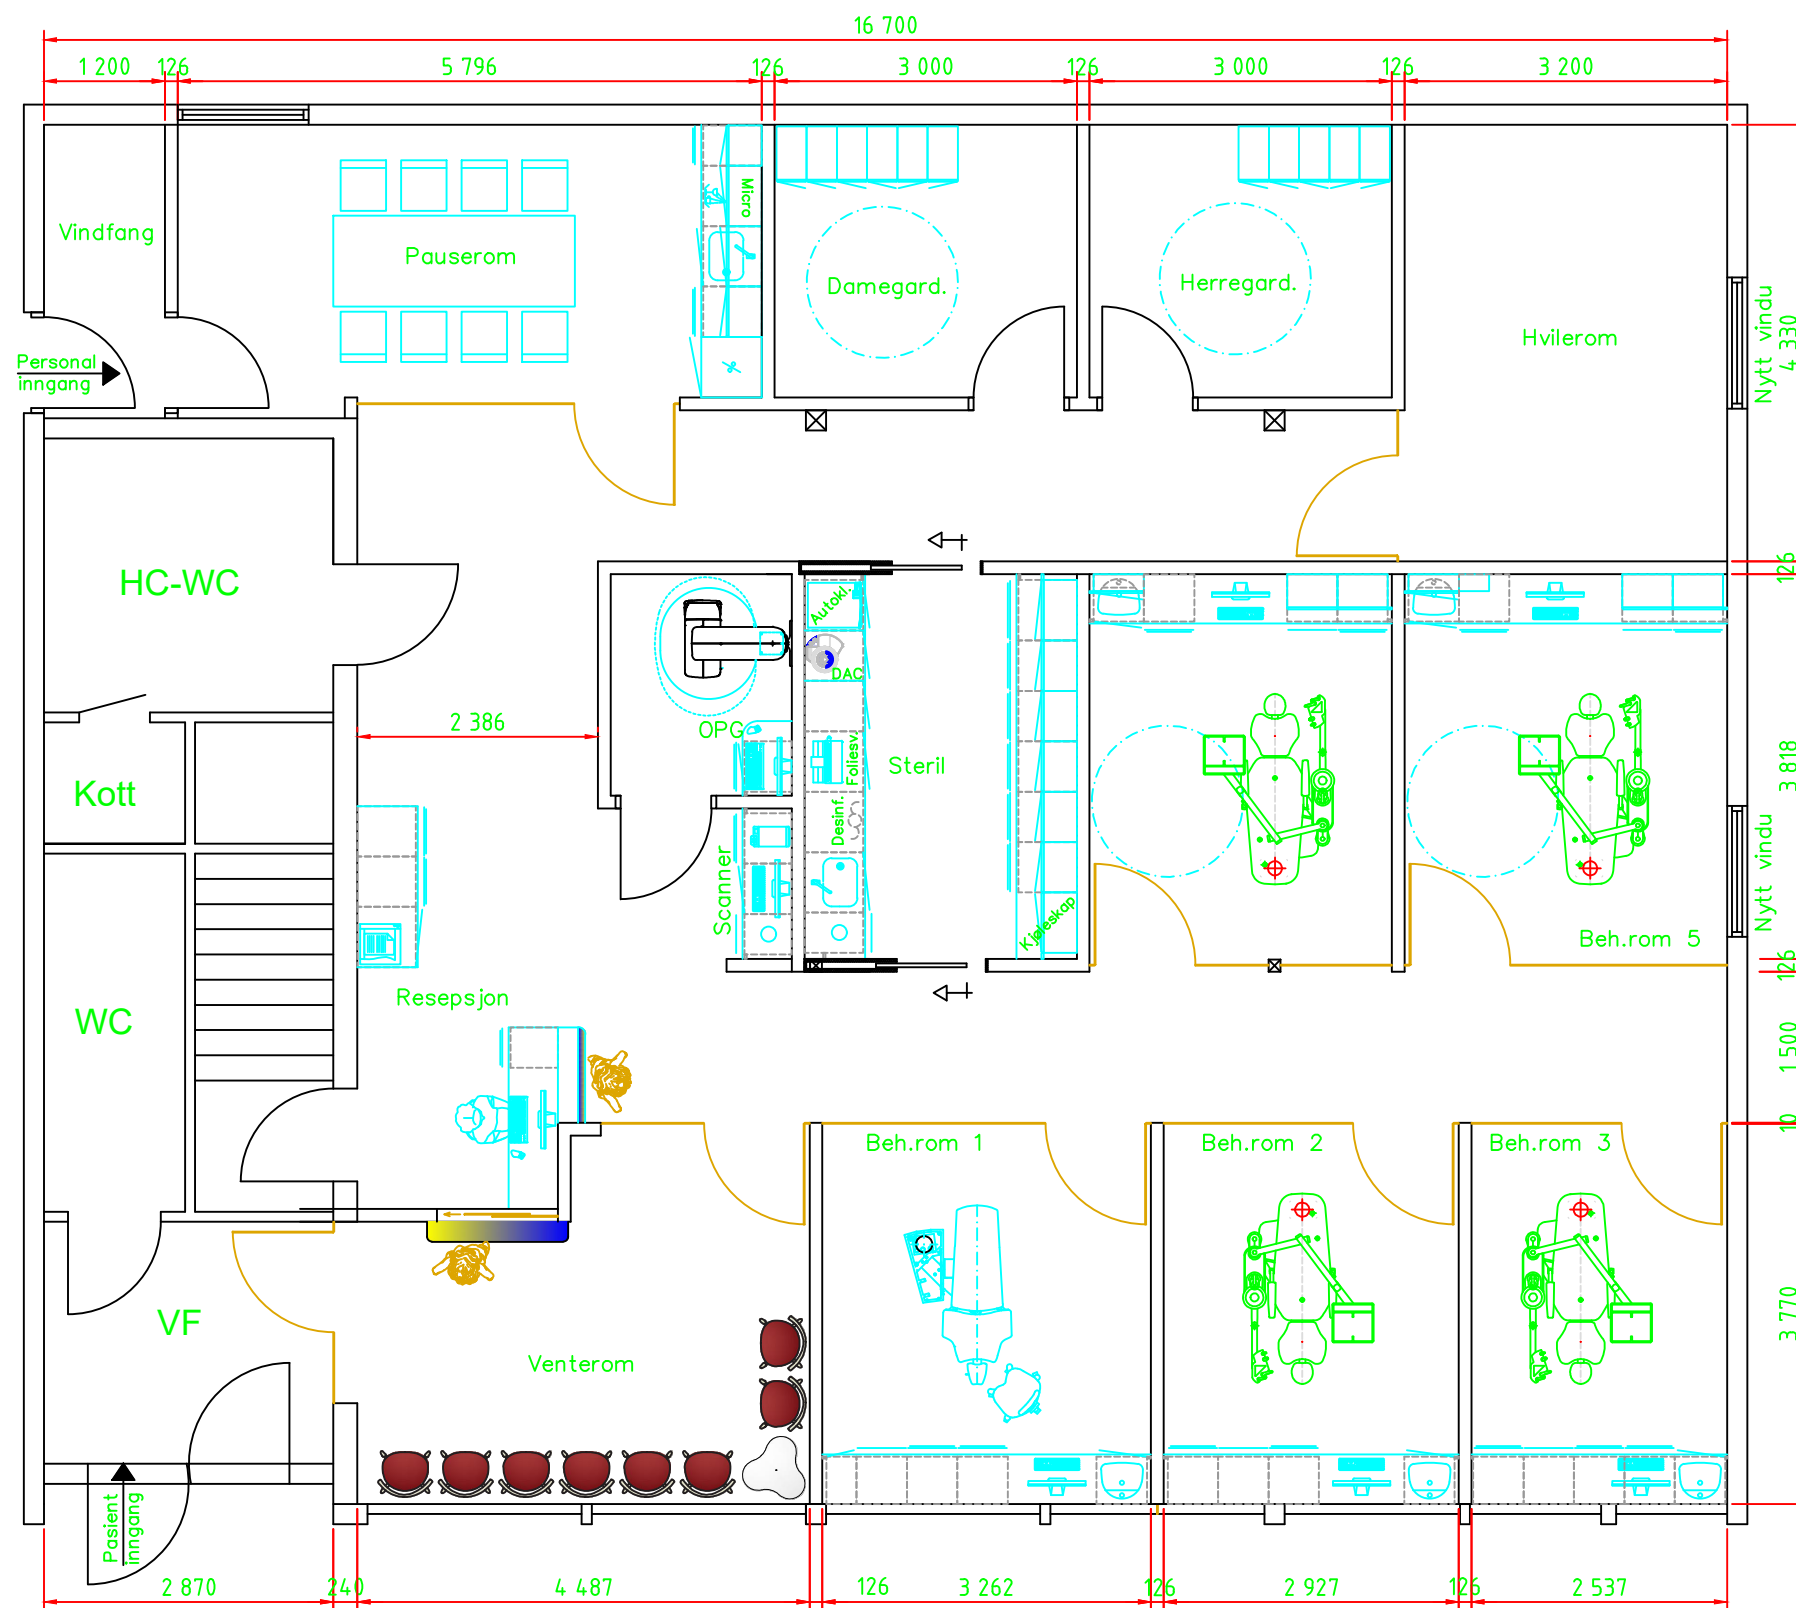 16 700
1 200
126
5 796
126
3 000
126
3 000
126
3 200
Vindfang
Pauserom
Micro
Damegard.
Herregard.
Hvilerom
Nytt vindu
4 330
Personal
inngang
HC-WC
126
Autokl.
DAC
2 386
OPG
Foliesv.
Steril
3 818
Kott
Desinf.
Scanner
Kjøleskap
Nytt vindu
Beh.rom 5
126
Resepsjon
WC
1 500
10
Beh.rom 1
Beh.rom 2
Beh.rom 3
VF
Venterom
3 770
Pasient
inngang
2 870
240
4 487
126
3 262
126
2 927
126
2 537